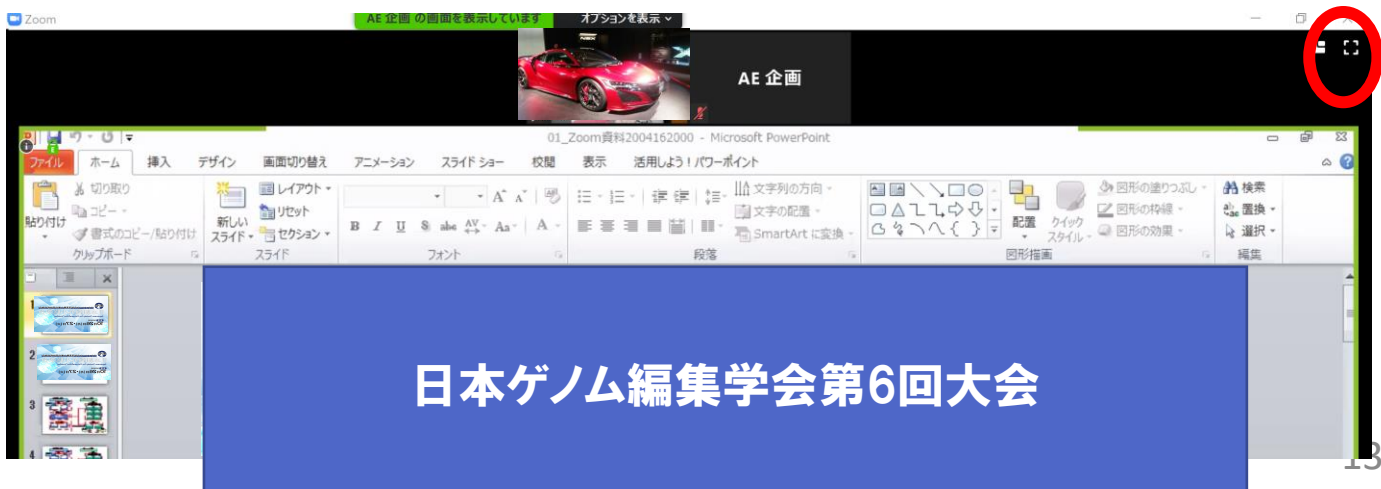 Zoom
AE 企画 の画面を表示しています
オプションを表示
AE 企画
01_Zoom資料2004162000 - Microsoft PowerPoint
ファイル ホーム 挿入 デザイン 画面切り替え アニメーション スライド ショー 校閲 表示 活用しよう！パワーポイント
貼り付け
切り取り
コピー
書式のコピー/貼り付け
クリップボード
新しい
スライド
レイアウト
リセット
セクション
スライド
B I U S abc AV Aa A
フォント
文字列の方向
文字の配置
SmartArt に変換
段落
配置
クイック
スタイル
図形の塗りつぶし
図形の枠線
図形の効果
図形描画
検索
置換
選択
編集
1
2
3
4
日本ゲノム編集学会第6回大会
13